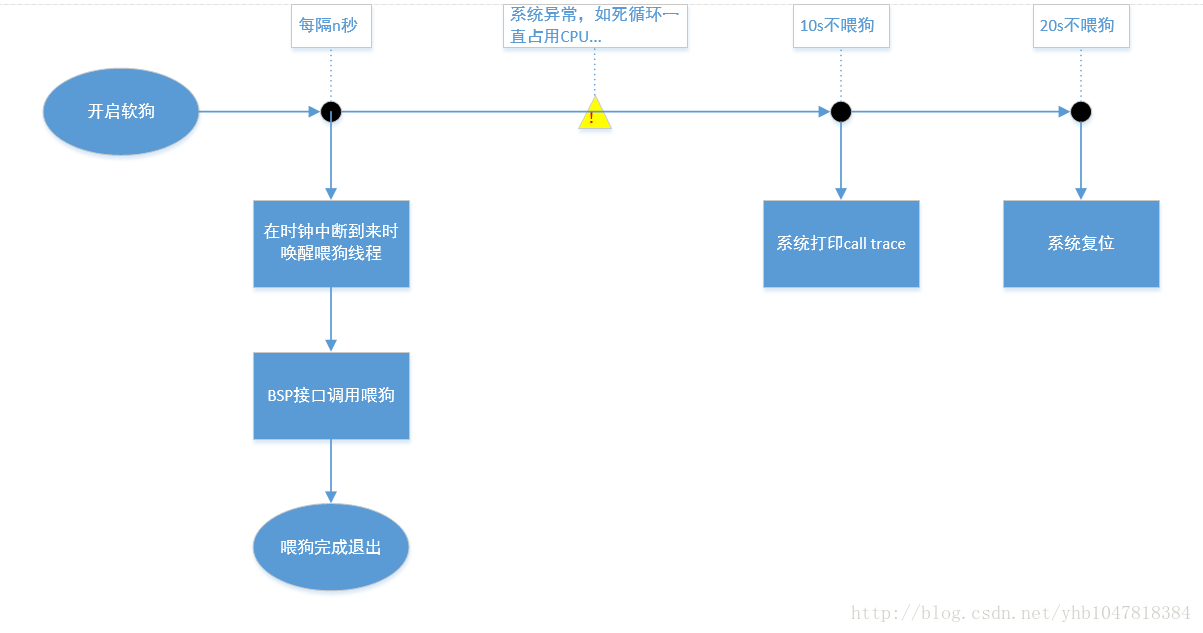 每隔n秒
系统异常，如死循环一
直占用CPU...
10s不喂狗
20s不喂狗
开启软狗
!
在时钟中断到来时
唤醒喂狗线程
系统打印call trace
系统复位
BSP接口调用喂狗
喂狗完成退出
http://blog.csdn.net/yhb1047818384